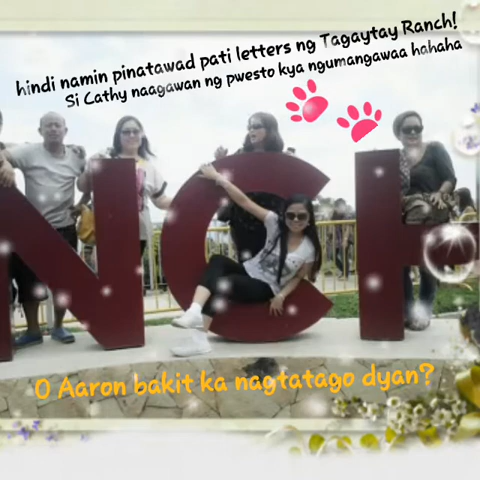 hindi namin pinatawad pati letters ng Tagaytay Ranch!
Si Cathy naagawan ng pwesto kya ngumangawaa hahaha
NCH
O Aaron bakit ka nagtatago dyan?